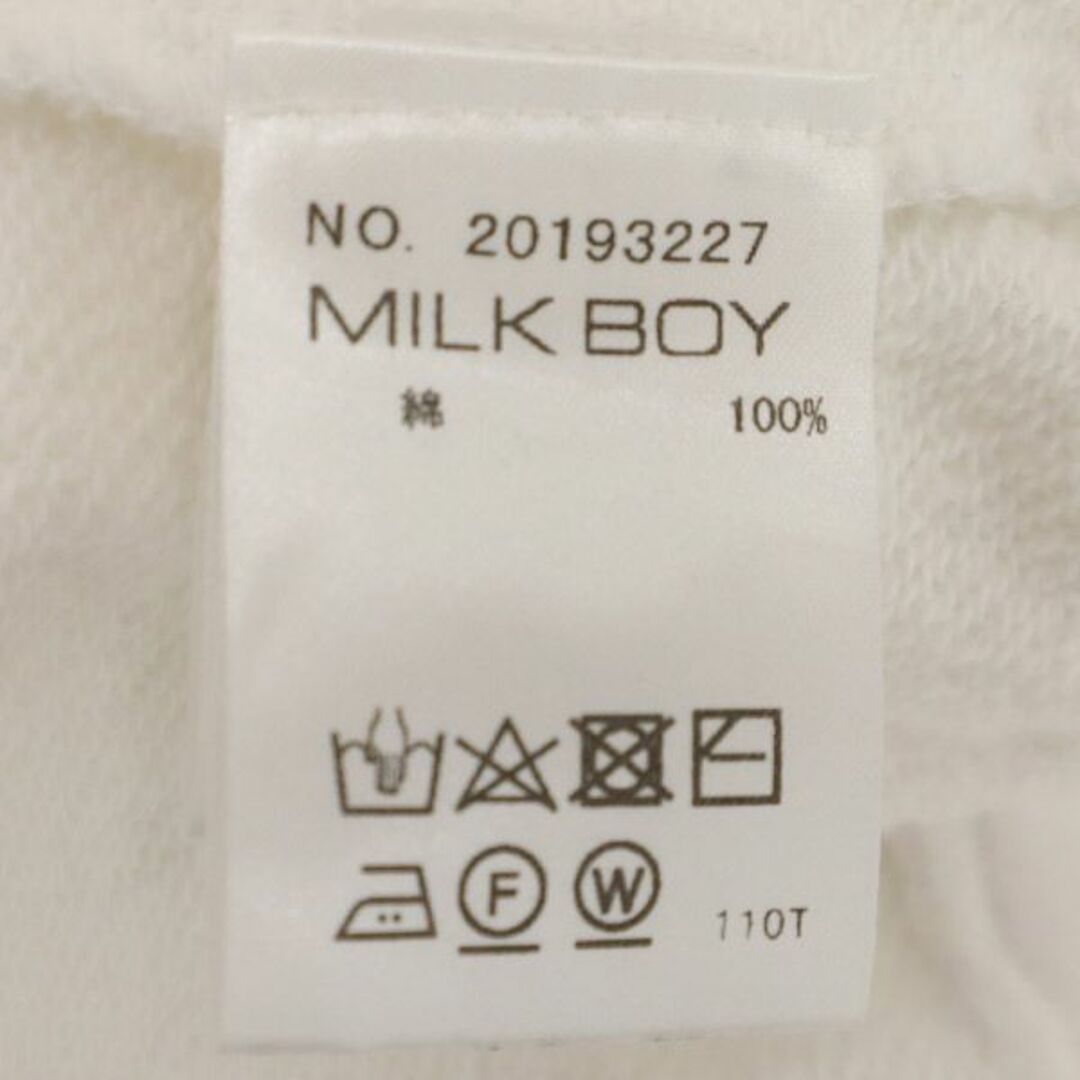 NO. 20193227
MILK BOY
綿 100%
F W 110T